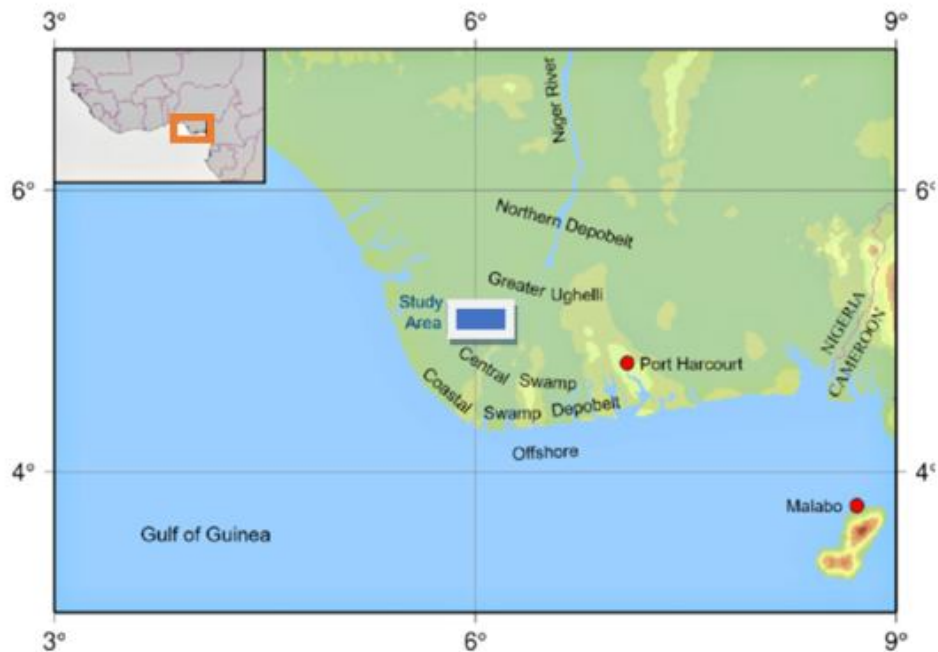 3°
6°
9°
Niger River
6°
6°
Northern Depobelt
Greater Ughelli
Study
Area
NIGERIA
CAMEROON
Port Harcourt
Central Swamp
Coastal Swamp Depobelt
Offshore
4°
4°
Malabo
Gulf of Guinea
3°
6°
9°